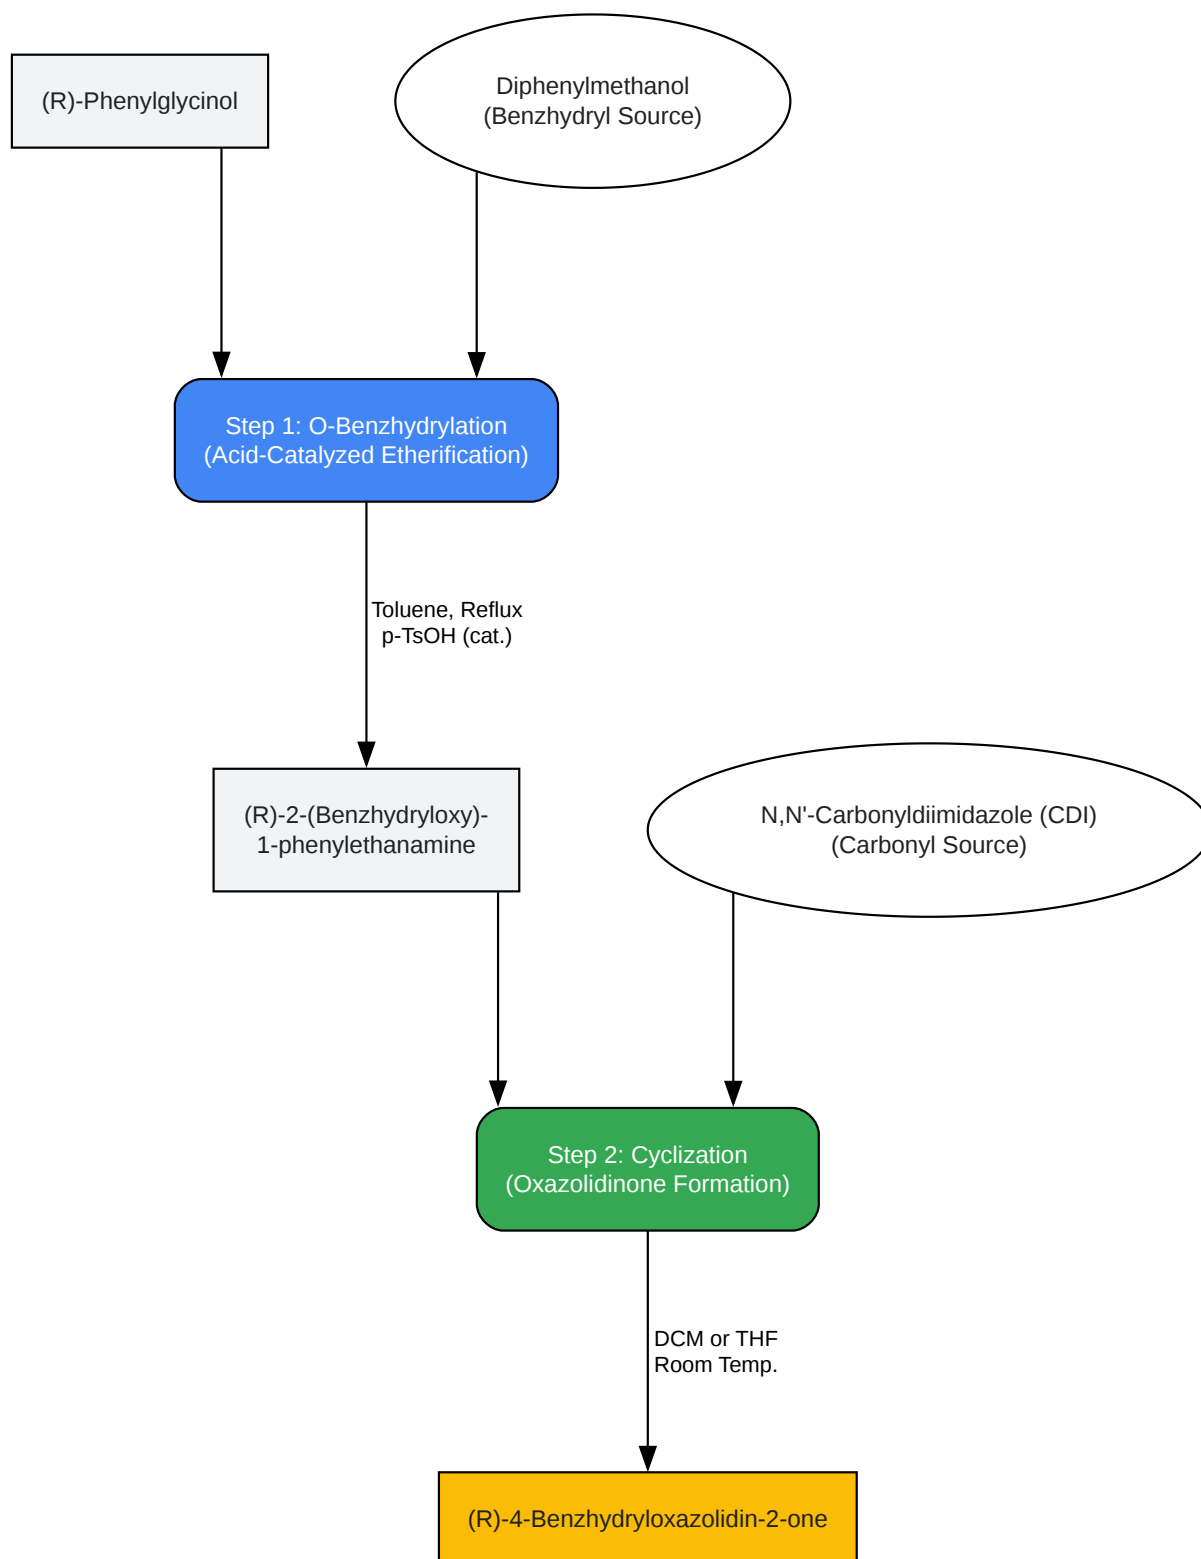 (R)-Phenylglycinol
Diphenylmethanol
(Benzhydryl Source)
Step 1: O-Benzhydrylation
(Acid-Catalyzed Etherification)
Toluene, Reflux
p-TsOH (cat.)
(R)-2-(Benzhydryloxy)-
1-phenylethanamine
N,N'-Carbonyldiimidazole (CDI)
(Carbonyl Source)
Step 2: Cyclization
(Oxazolidinone Formation)
DCM or THF
Room Temp.
(R)-4-Benzhydryloxazolidin-2-one